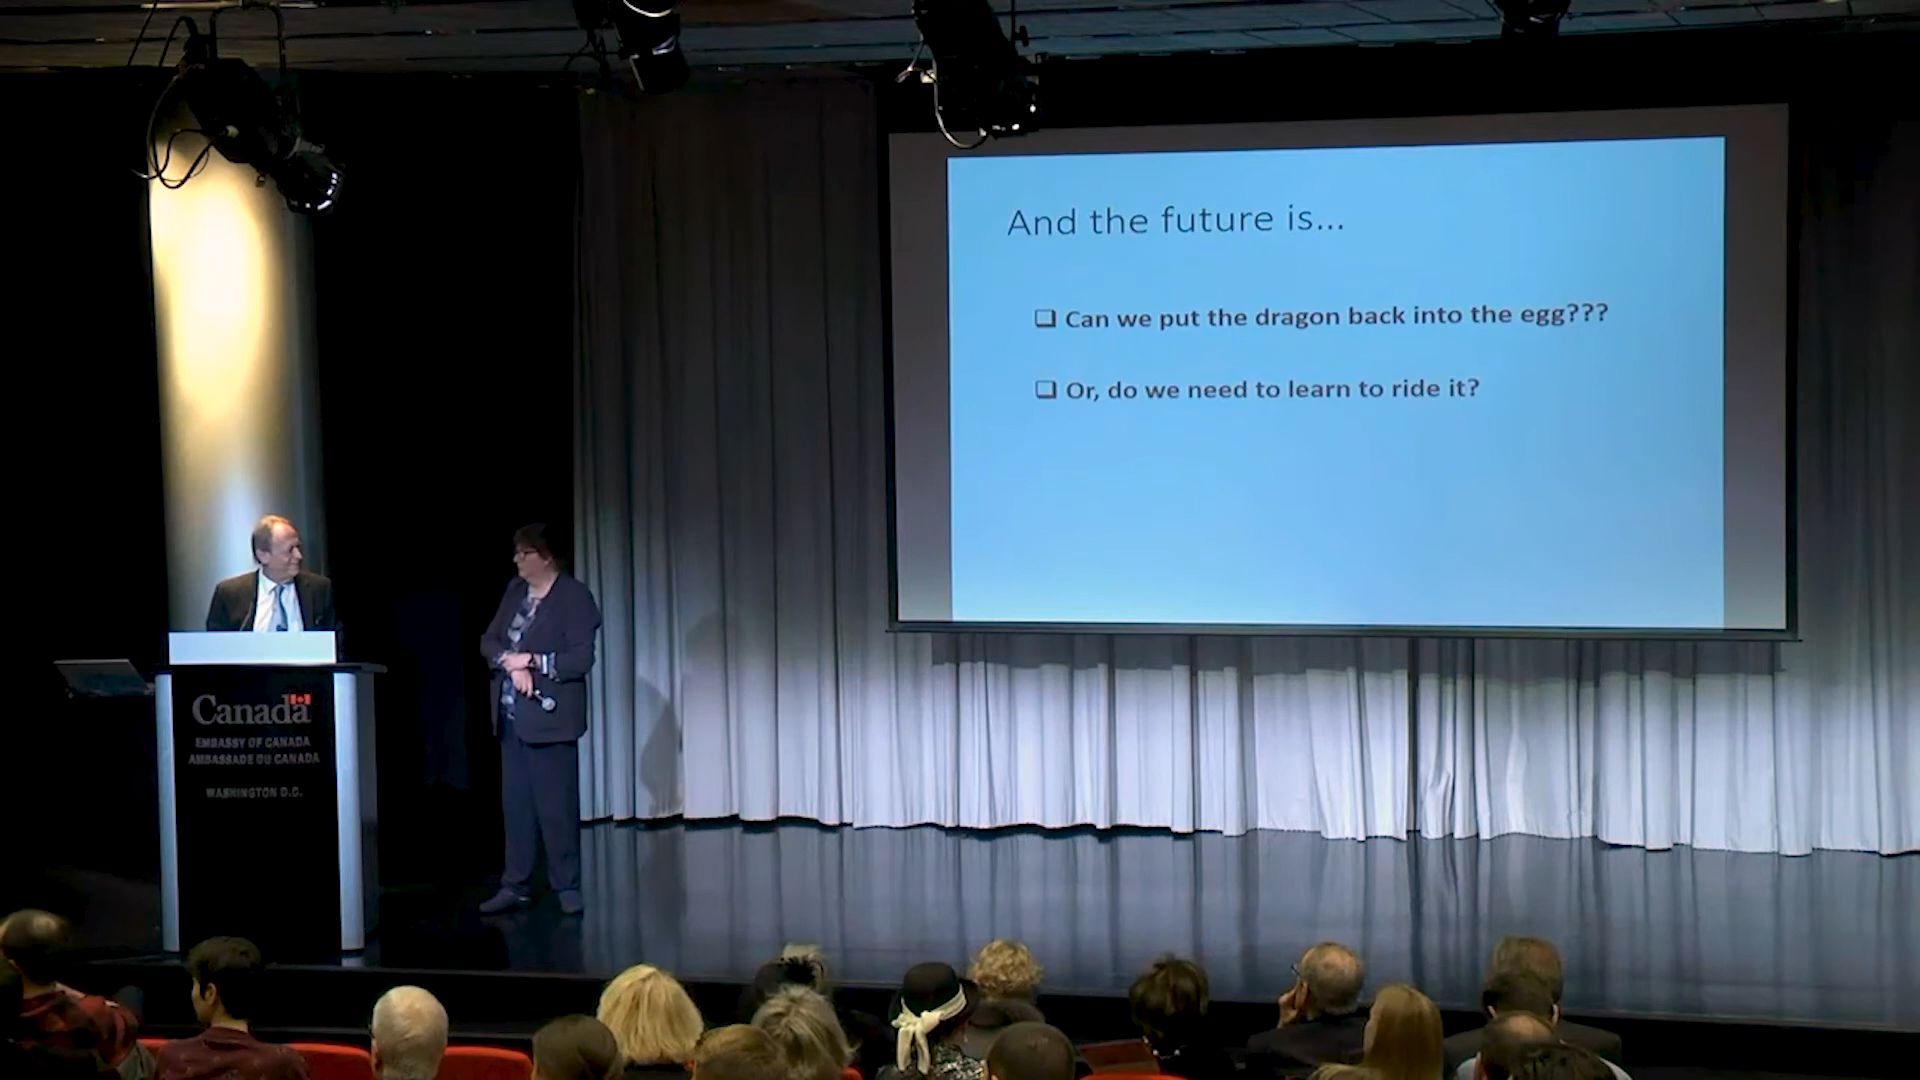 And the future is...
❑ Can we put the dragon back into the egg???
❑ Or, do we need to learn to ride it?
Canada
EMBASSY OF CANADA
AMBASSADE DU CANADA
WASHINGTON D.C.